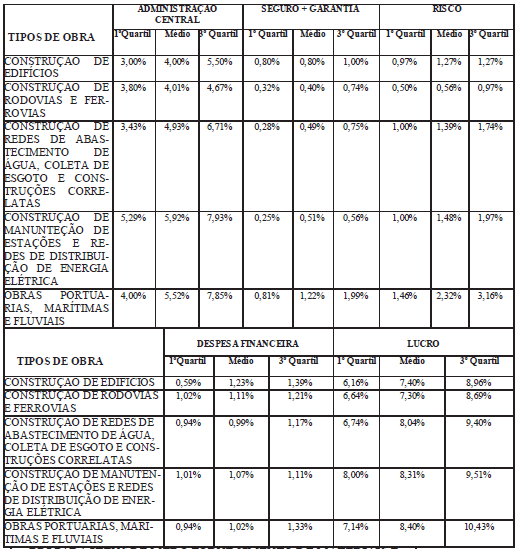 TIPOS DE OBRA ADMINISTRAÇÃO CENTRAL SEGURO + GARANTIA RISCO
1ºQuartil Médio 3º Quartil 1º Quartil Médio 3º Quartil 1º Quartil Médio 3º Quartil
CONSTRUÇAO DE EDIFÍCIOS 3,00% 4,00% 5,50% 0,80% 0,80% 1,00% 0,97% 1,27% 1,27%
CONSTRUÇAO DE
RODOVIAS E FER-
ROVIAS 3,80% 4,01% 4,67% 0,32% 0,40% 0,74% 0,50% 0,56% 0,97%
CONSTRUÇAO DE
REDES DE ABAS-
TECIMENTO DE
ÁGUA, COLETA DE
ESGOTO E CONS-
TRUÇÕES CORRE-
LATAS 3,43% 4,93% 6,71% 0,28% 0,49% 0,75% 1,00% 1,39% 1,74%
CONSTRUÇAO DE
MANUNTEÇÃO DE
ESTAÇÕES E RE-
DES DE DISTRIBUI-
ÇÃO DE ENERGIA
ELÉTRICA 5,29% 5,92% 7,93% 0,25% 0,51% 0,56% 1,00% 1,48% 1,97%
OBRAS PORTUA-
RIAS, MARÍTIMAS
E FLUVIAIS 4,00% 5,52% 7,85% 0,81% 1,22% 1,99% 1,46% 2,32% 3,16%
TIPOS DE OBRA DESPESA FINANCEIRA LUCRO
1ºQuartil Médio 3º Quartil 1º Quartil Médio 3º Quartil
CONSTRUÇAO DE EDIFICIOS 0,59% 1,23% 1,39% 6,16% 7,40% 8,96%
CONSTRUÇAO DE RODOVIAS
E FERROVIAS 1,02% 1,11% 1,21% 6,64% 7,30% 8,69%
CONSTRUÇAO DE REDES DE
ABASTECIMENTO DE ÁGUA,
COLETA DE ESGOTO E CONS-
TRUÇÕES CORRELATAS 0,94% 0,99% 1,17% 6,74% 8,04% 9,40%
CONSTRUÇAO DE MANUTEN-
ÇÃO DE ESTAÇÕES E REDES
DE DISTRIBUIÇÃO DE ENER-
GIA ELÉTRICA 1,01% 1,07% 1,11% 8,00% 8,31% 9,51%
OBRAS PORTUARIAS, MARI-
TIMAS E FLUVIAIS 0,94% 1,02% 1,33% 7,14% 8,40% 10,43%